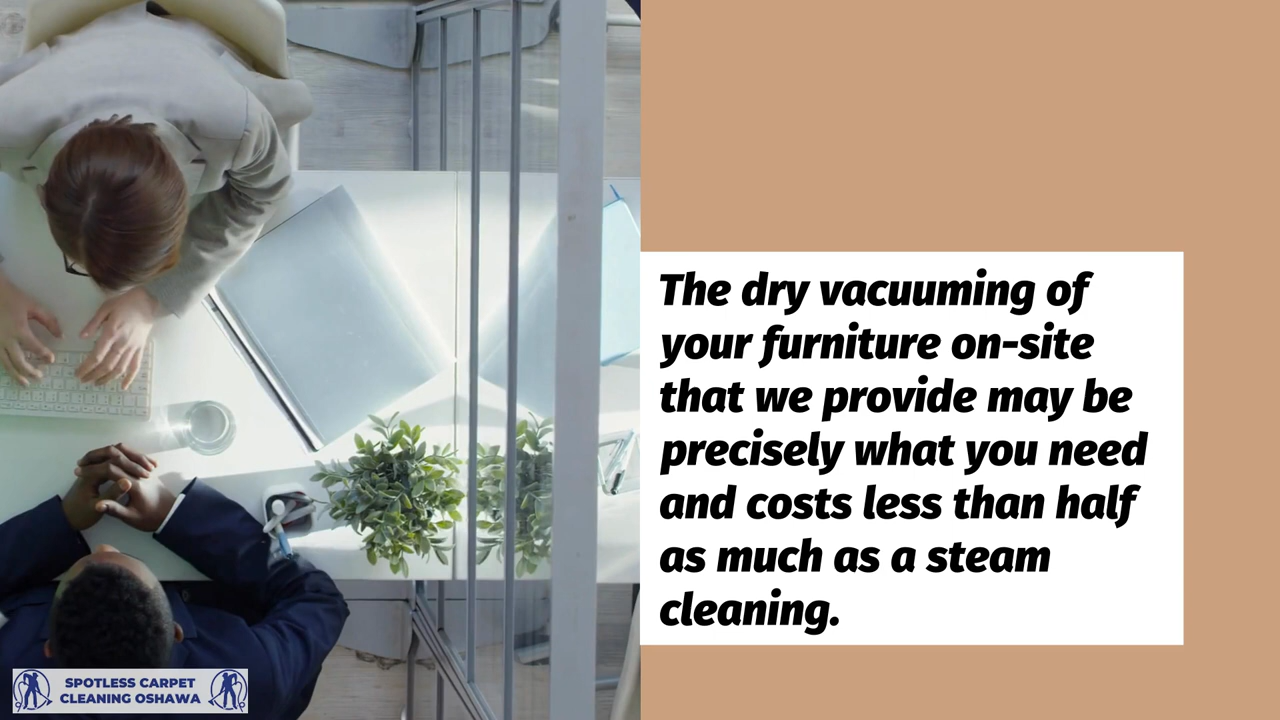 The dry vacuuming of
your furniture on-site
that we provide may be
precisely what you need
and costs less than half
as much as a steam
cleaning.
SPOTLESS CARPET
CLEANING OSHAWA